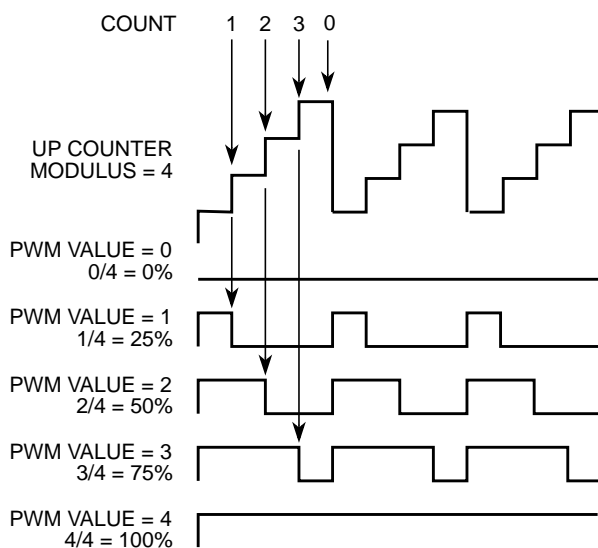 COUNT 1 2 3 0
UP COUNTER
MODULUS = 4
PWM VALUE = 0
0/4 = 0%
PWM VALUE = 1
1/4 = 25%
PWM VALUE = 2
2/4 = 50%
PWM VALUE = 3
3/4 = 75%
PWM VALUE = 4
4/4 = 100%